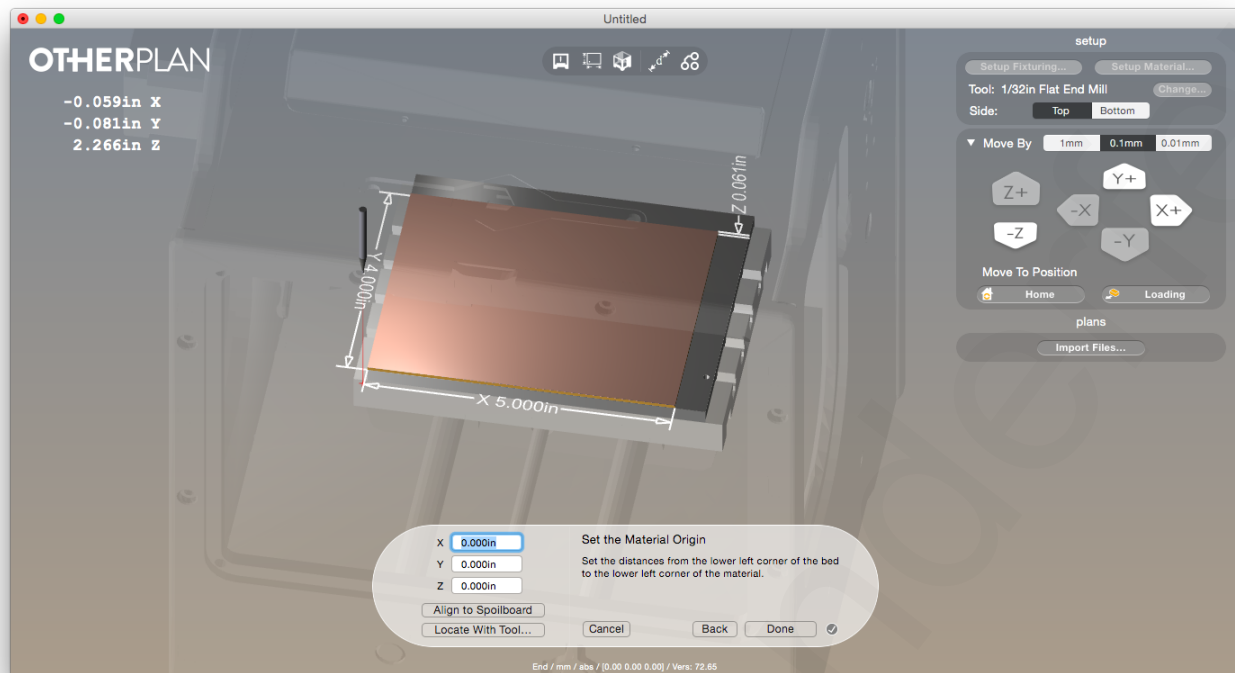 Untitled
OTHERPLAN
-0.059in X
-0.081in Y
2.266in Z
setup
Setup Fixturing...
Setup Material...
Tool: 1/32in Flat End Mill
Change...
Side:
Top
Bottom
Move By
1mm
0.1mm
0.01mm
Z+
Y+
-X
X+
-Z
-Y
Move To Position
Home
Loading
plans
Import Files...
Z 0.061in
Y 4.000in
X 5.000in
X 0.000in
Y 0.000in
Z 0.000in
Align to Spoilboard
Locate With Tool...
Set the Material Origin
Set the distances from the lower left corner of the bed
to the lower left corner of the material.
Cancel
Back
Done
End / mm / abs / [0.00 0.00 0.00] / Vers: 72.65